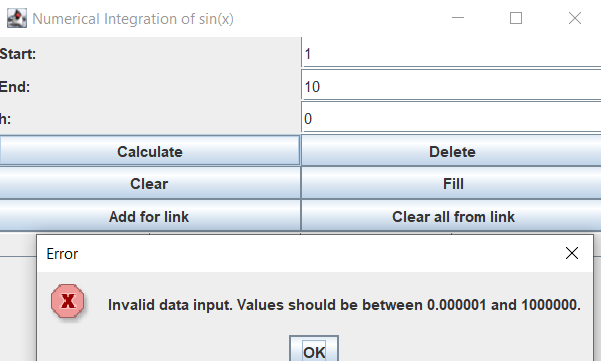 Numerical Integration of sin(x)
Start: 1
End: 10
h: 0
Calculate Delete
Clear Fill
Add for link Clear all from link
Error
X Invalid data input. Values should be between 0.000001 and 1000000.
OK